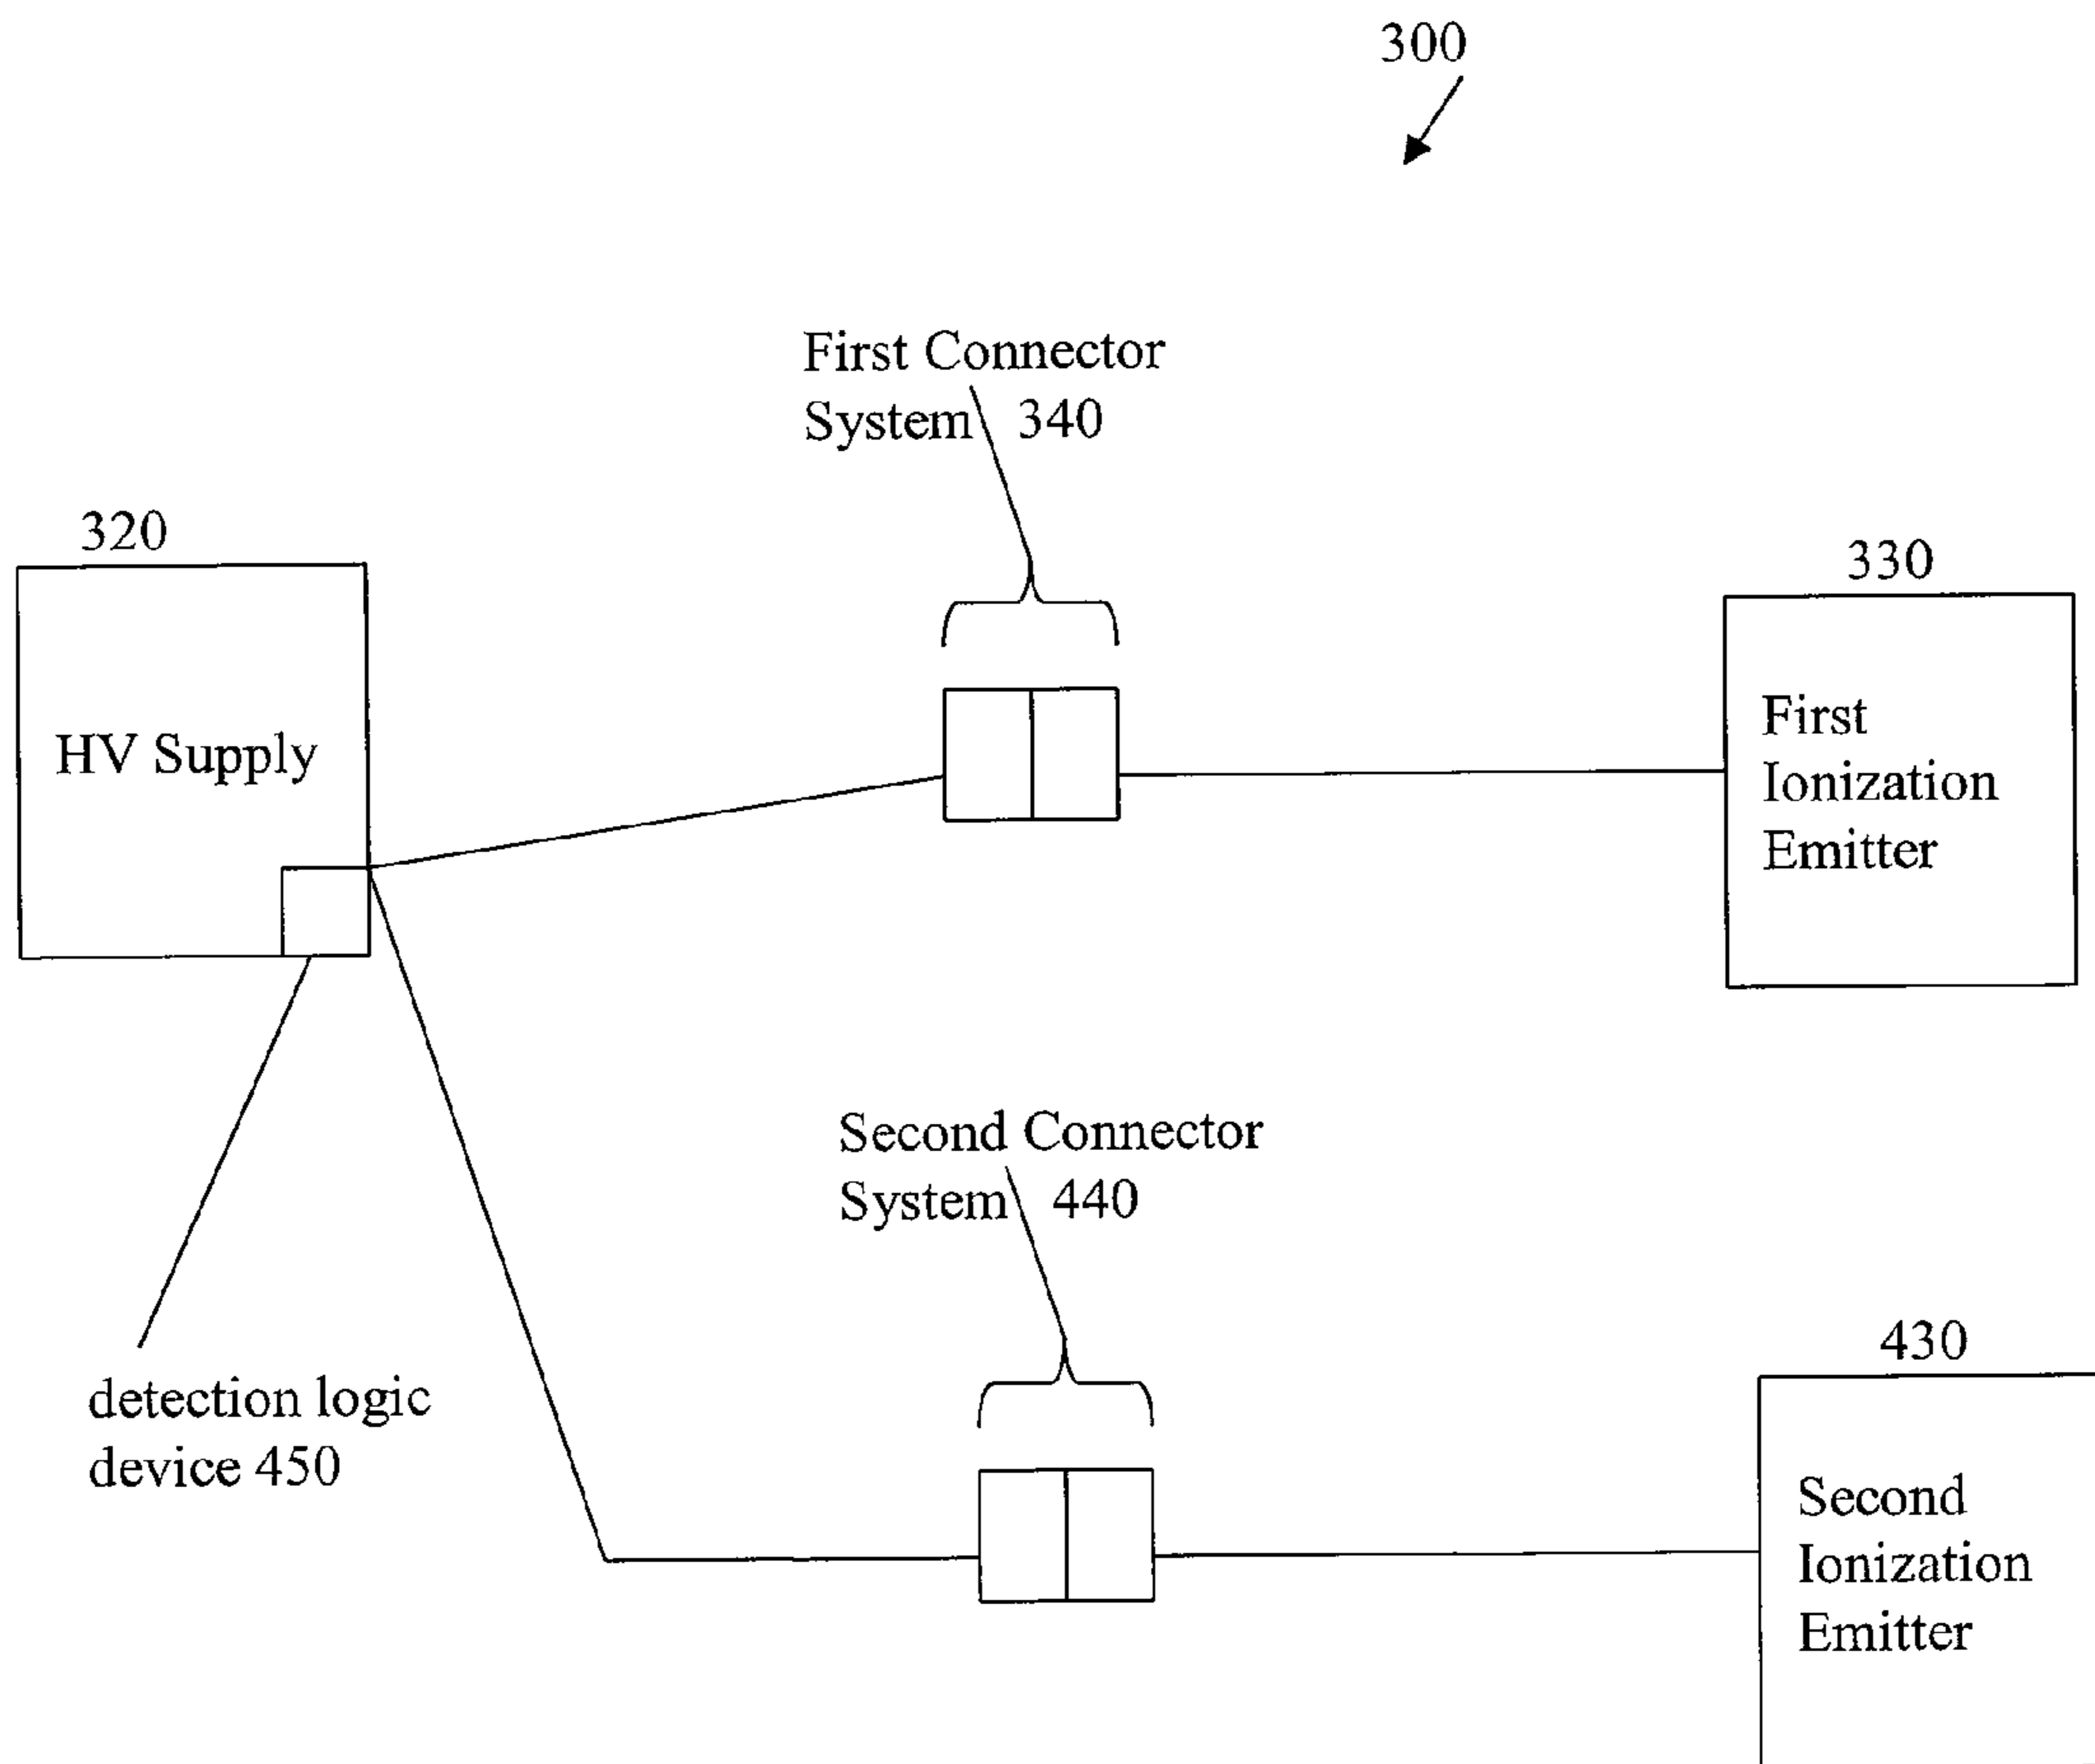 300
First Connector
System 340
320
330
HV Supply
First
Ionization
Emitter
Second Connector
System 440
430
detection logic
device 450
Second
Ionization
Emitter